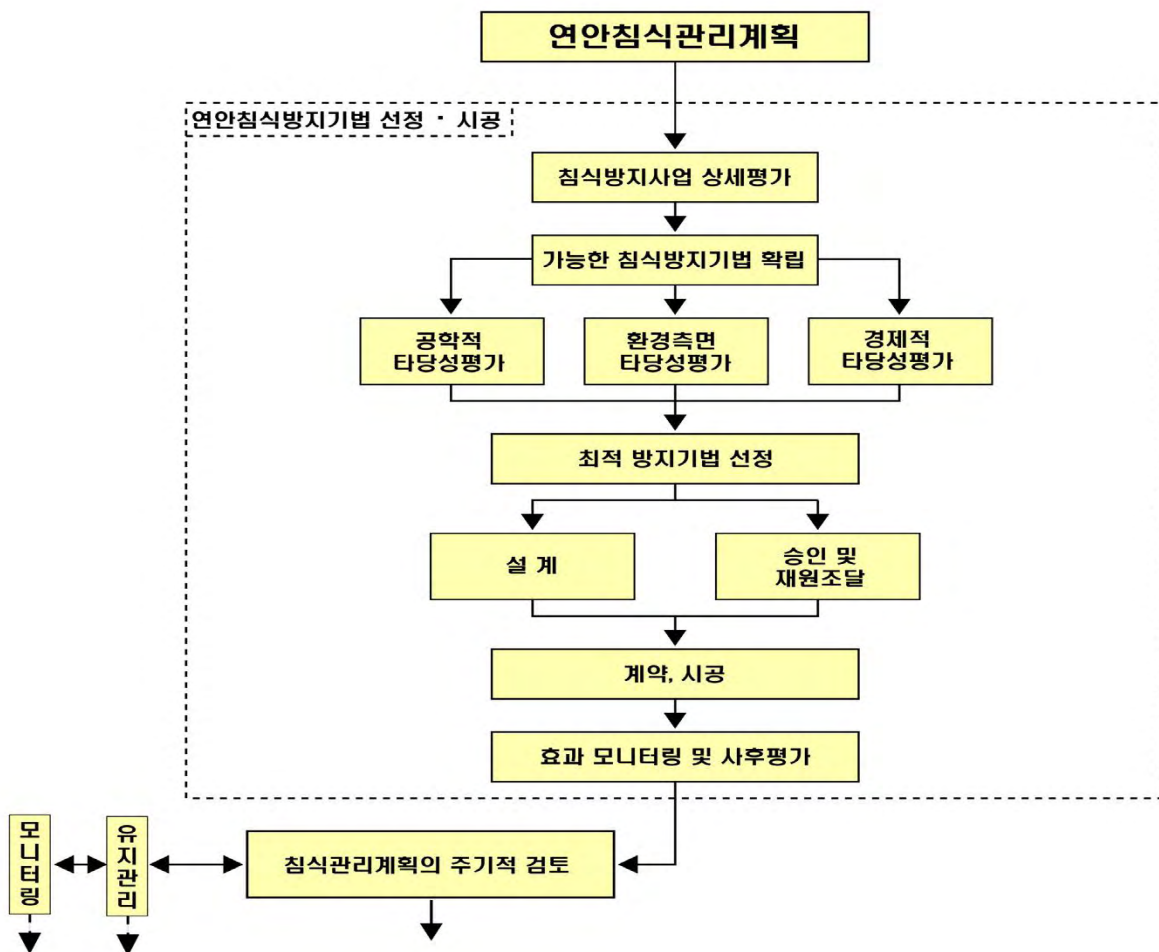 연안침식관리계획
연안침식방지기법 선정 · 시공
침식방지사업 상세평가
가능한 침식방지기법 확립
공학적
타당성평가
환경측면
타당성평가
경제적
타당성평가
최적 방지기법 선정
설 계
승인 및
재원조달
계약, 시공
효과 모니터링 및 사후평가
모니터링
유지관리
침식관리계획의 주기적 검토